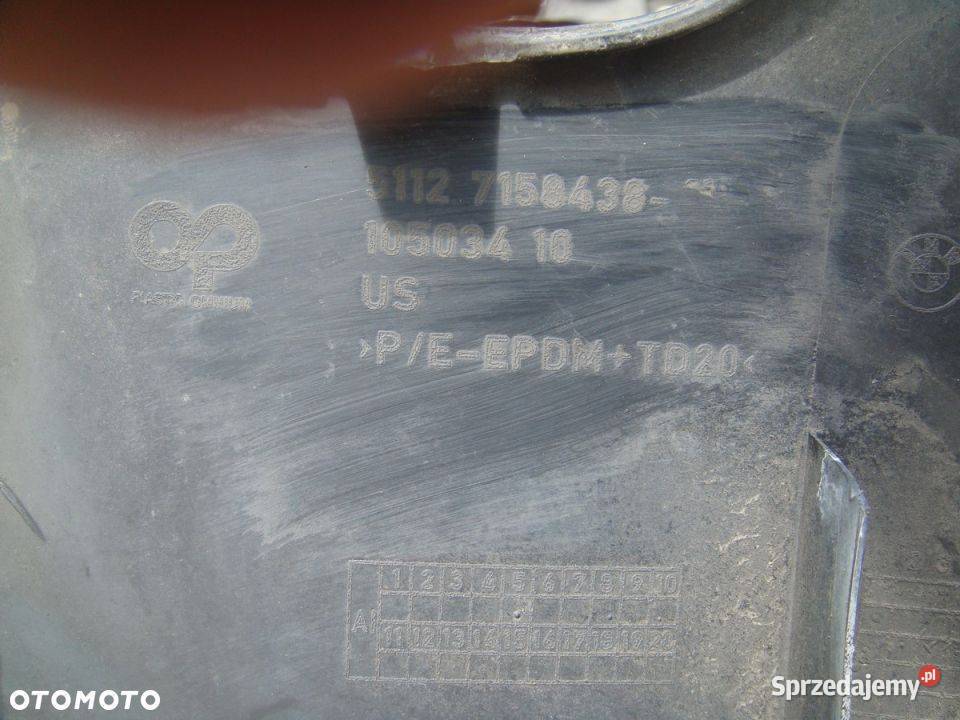 5112 7158438-
105034 10
US
>P/E-EPDM+TD20<
PLASTIC OMNIUM
1 2 3 4 5 6 7 8 9 10
A
11 12 13 14 15 16 17 18 19 20
OTOMOTO
Sprzedajemy.pl